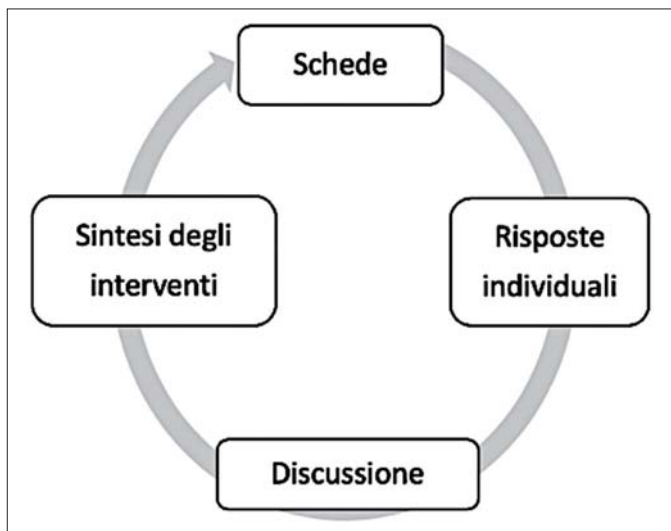 Schede
Risposte
individuali
Discussione
Sintesi degli
interventi